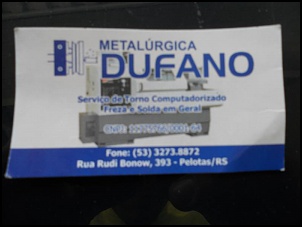 METALÚRGICA
DUFANO
Serviço de Torno Computadorizado
Freza e Solda em Geral
CNPJ:
Fone: (53) 3273.8872
Rua Rudi Bonow, 393 - Pelotas/RS